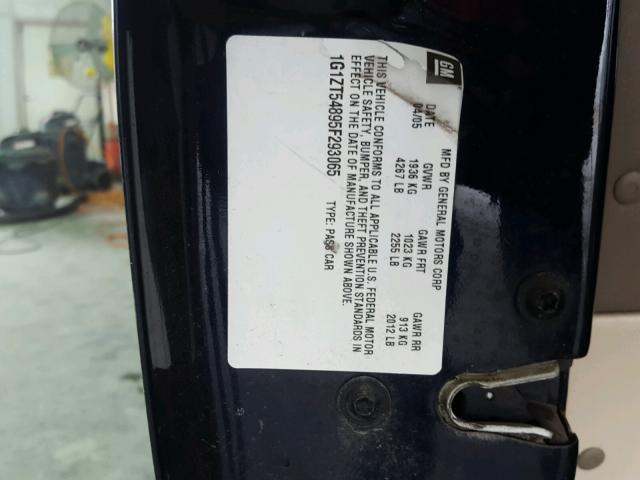 GM
MFD BY GENERAL MOTORS CORP
DATE GVWR GAWR FRT GAWR RR
04/05 1936 KG 1023 KG 913 KG
4267 LB 2255 LB 2012 LB
THIS VEHICLE CONFORMS TO ALL APPLICABLE U.S. FEDERAL MOTOR
VEHICLE SAFETY, BUMPER, AND THEFT PREVENTION STANDARDS IN
EFFECT ON THE DATE OF MANUFACTURE SHOWN ABOVE.
1G1ZT54895F293065 TYPE: PASS CAR